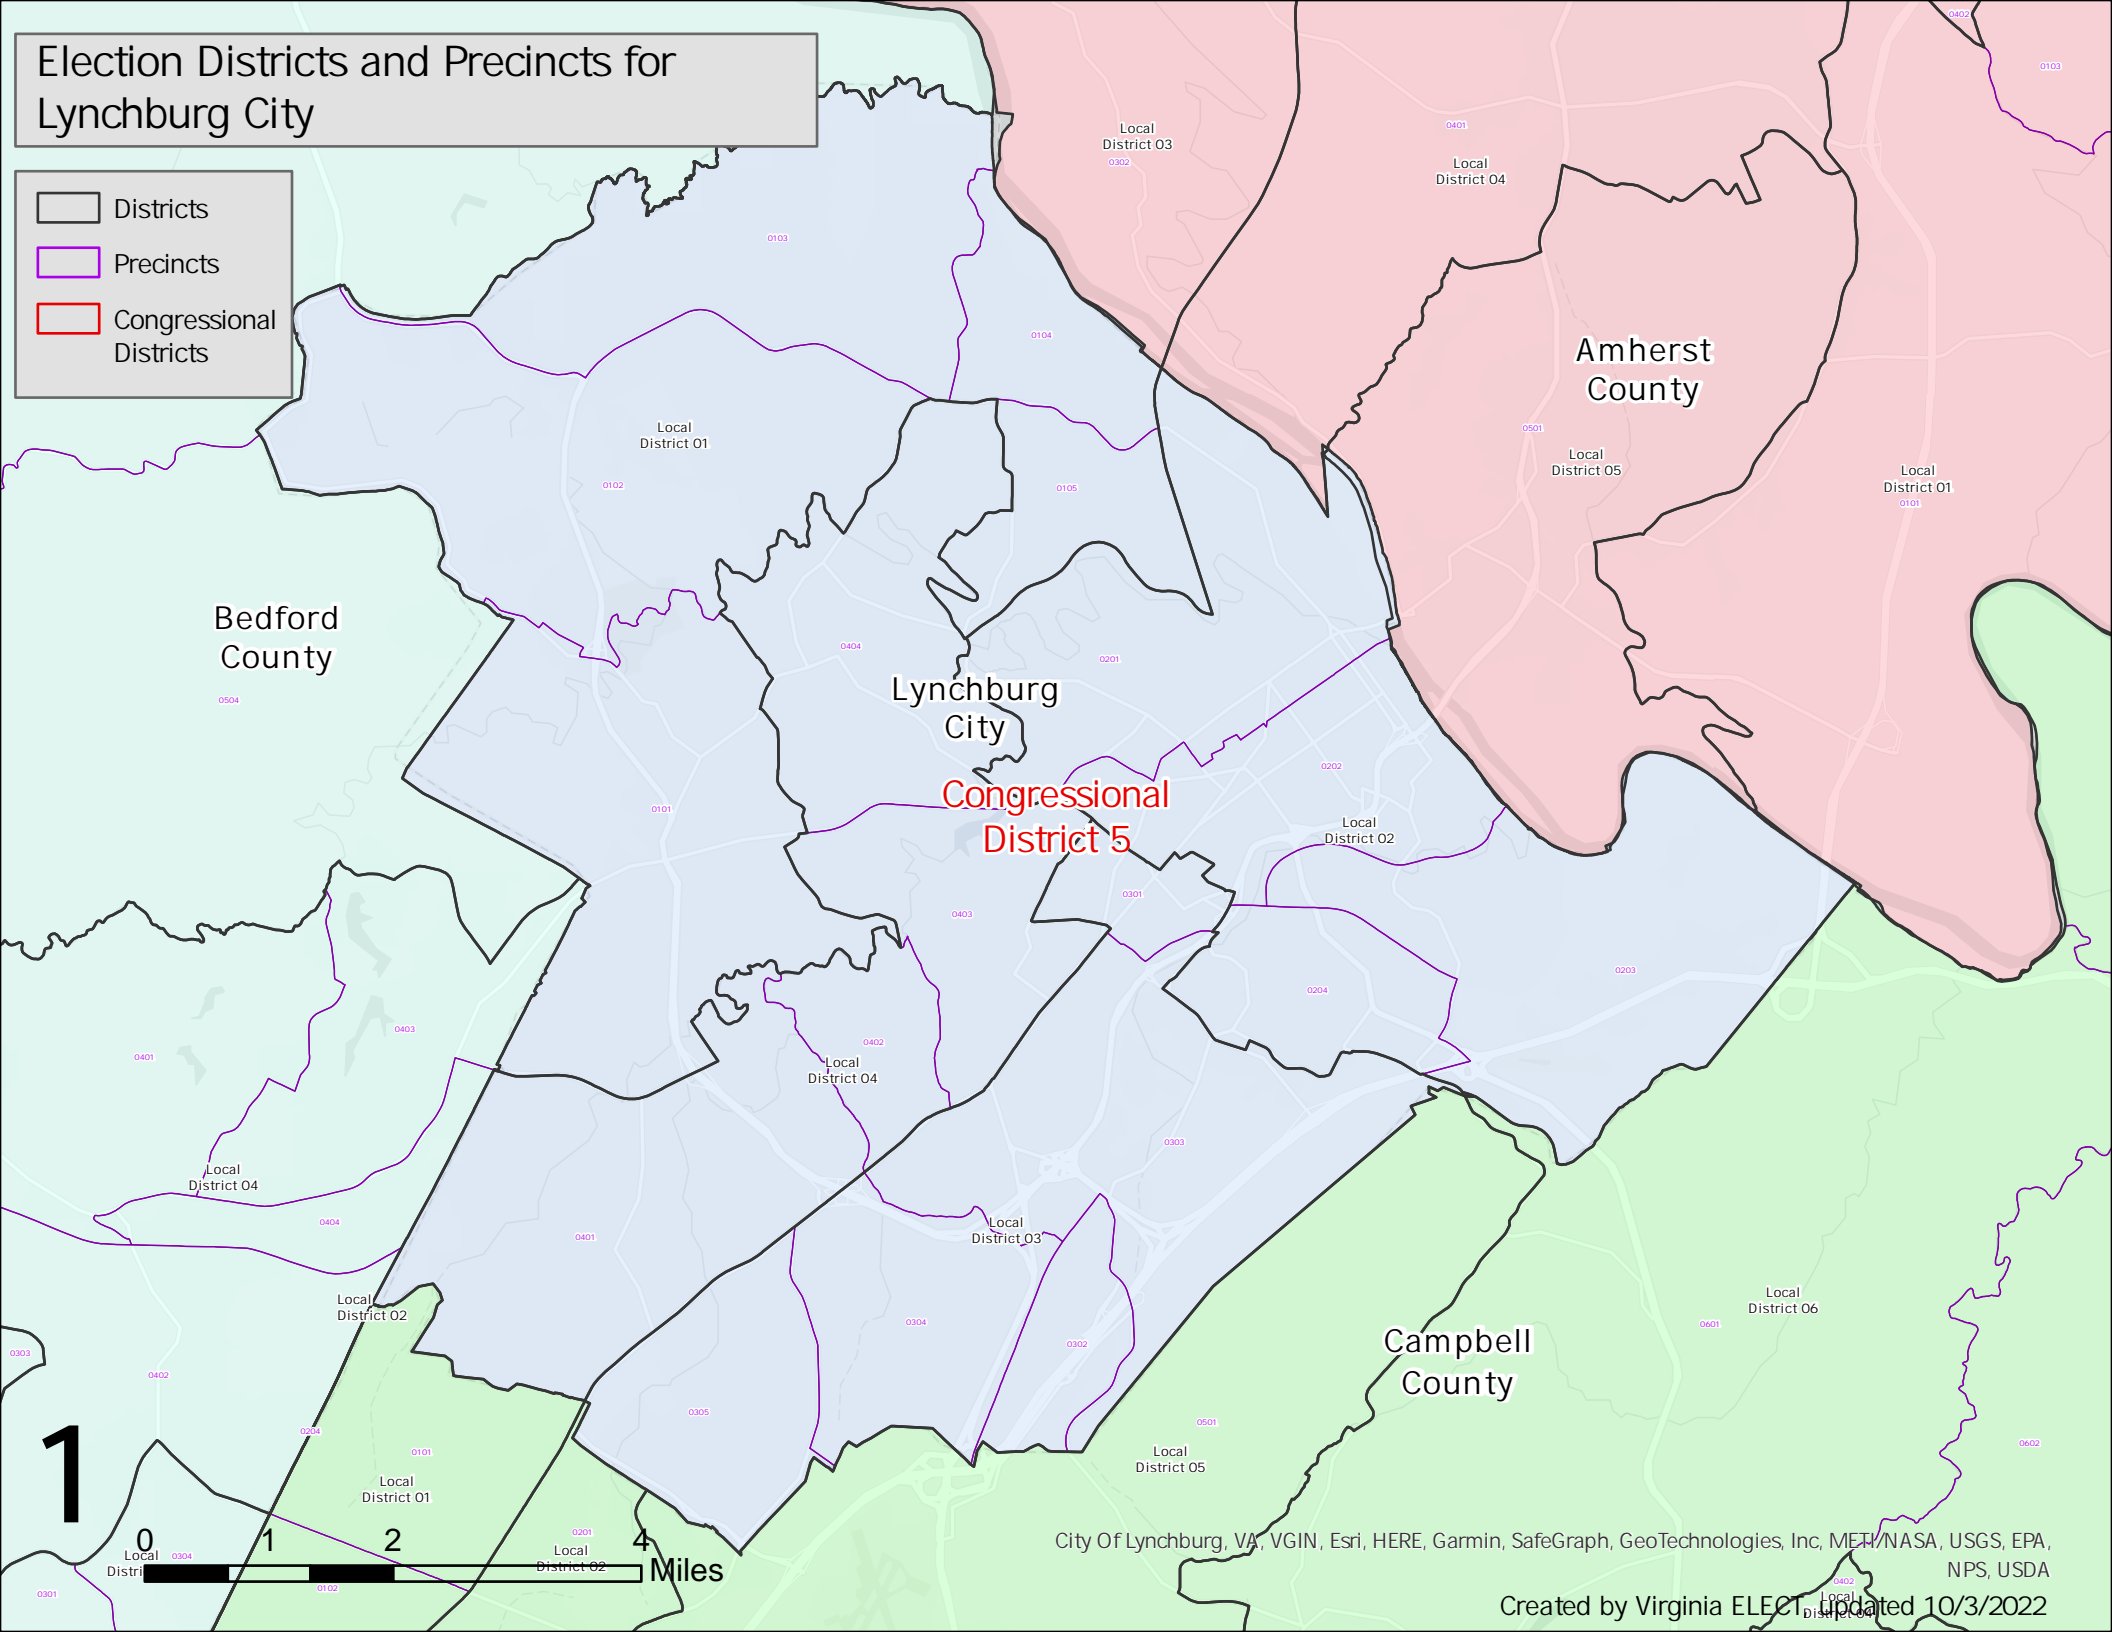 Election Districts and Precincts for
Lynchburg City
Districts
Precincts
Congressional
Districts
0402
0103
Local
District 03
0302
0401
Local
District 04
0103
0104
Amherst
County
0501
Local
District 05
Local
District 01
0101
Local
District 01
0102
0105
Bedford
County
0504
0404
0201
Lynchburg
City
0202
Congressional
District 5
0101
Local
District 02
0301
0403
0203
0204
0401
0403
0402
Local
District 04
0303
Local
District 04
0404
0401
Local
District 03
Local
District 02
0304
0302
Local
District 06
0601
Campbell
County
0303
0402
0305
0204
0101
Local
District 01
0501
Local
District 05
0602
1
0 1 2 4
Miles
0201
Local
District 02
Local
Distri
0304
0102
0301
City Of Lynchburg, VA, VGIN, Esri, HERE, Garmin, SafeGraph, GeoTechnologies, Inc, METI/NASA, USGS, EPA,
NPS, USDA
0402
Local
District 04
Created by Virginia ELECT, updated 10/3/2022